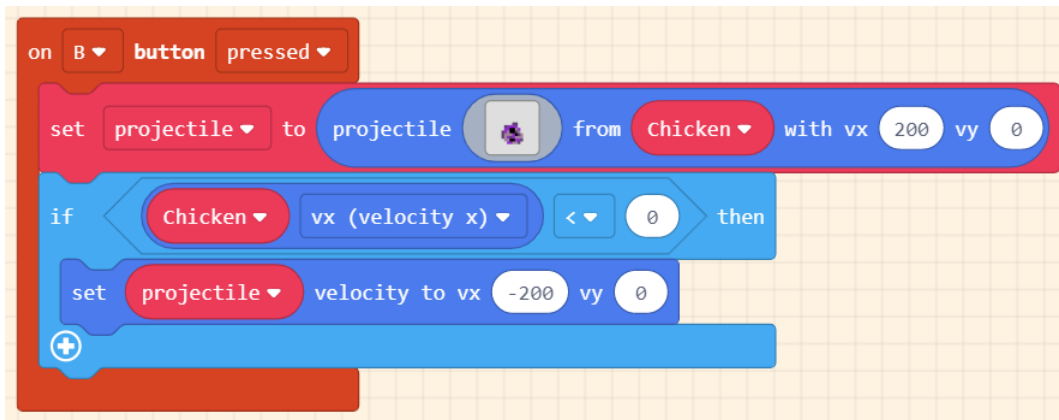 on B button pressed
set projectile to projectile from Chicken with vx 200 vy 0
if Chicken vx (velocity x) < 0 then
set projectile velocity to vx -200 vy 0